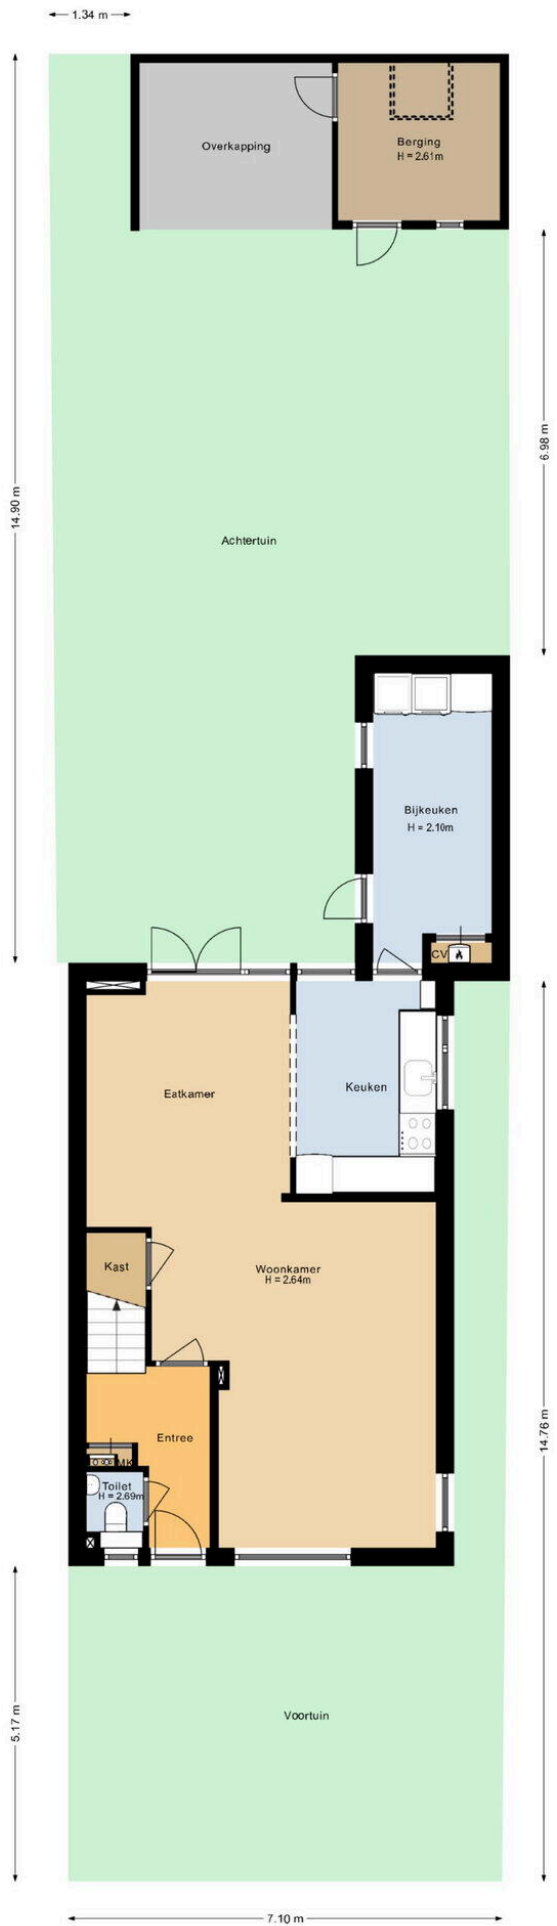 1.34 m
Overkapping
Berging
H = 2.61m
6.98 m
14.90 m
Achtertuin
Bijkeuken
H = 2.10m
CV
Eatkamer
Keuken
Kast
Woonkamer
H = 2.64m
14.76 m
Entree
MK
Toilet
H = 2.69m
5.17 m
Voortuin
7.10 m